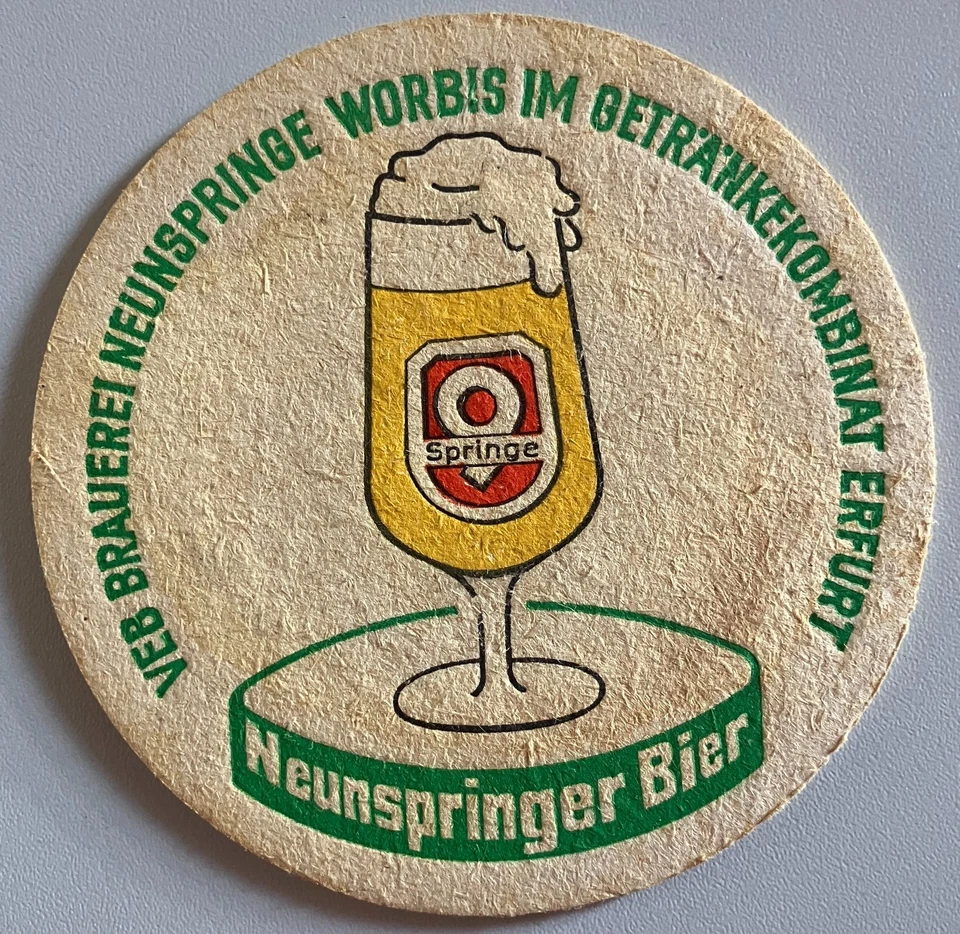 VEB BRAUEREI NEUNSPRINGE WORBIS IM GETRÄNKEKOMBINAT ERFURT
Springe
Neunspringer Bier